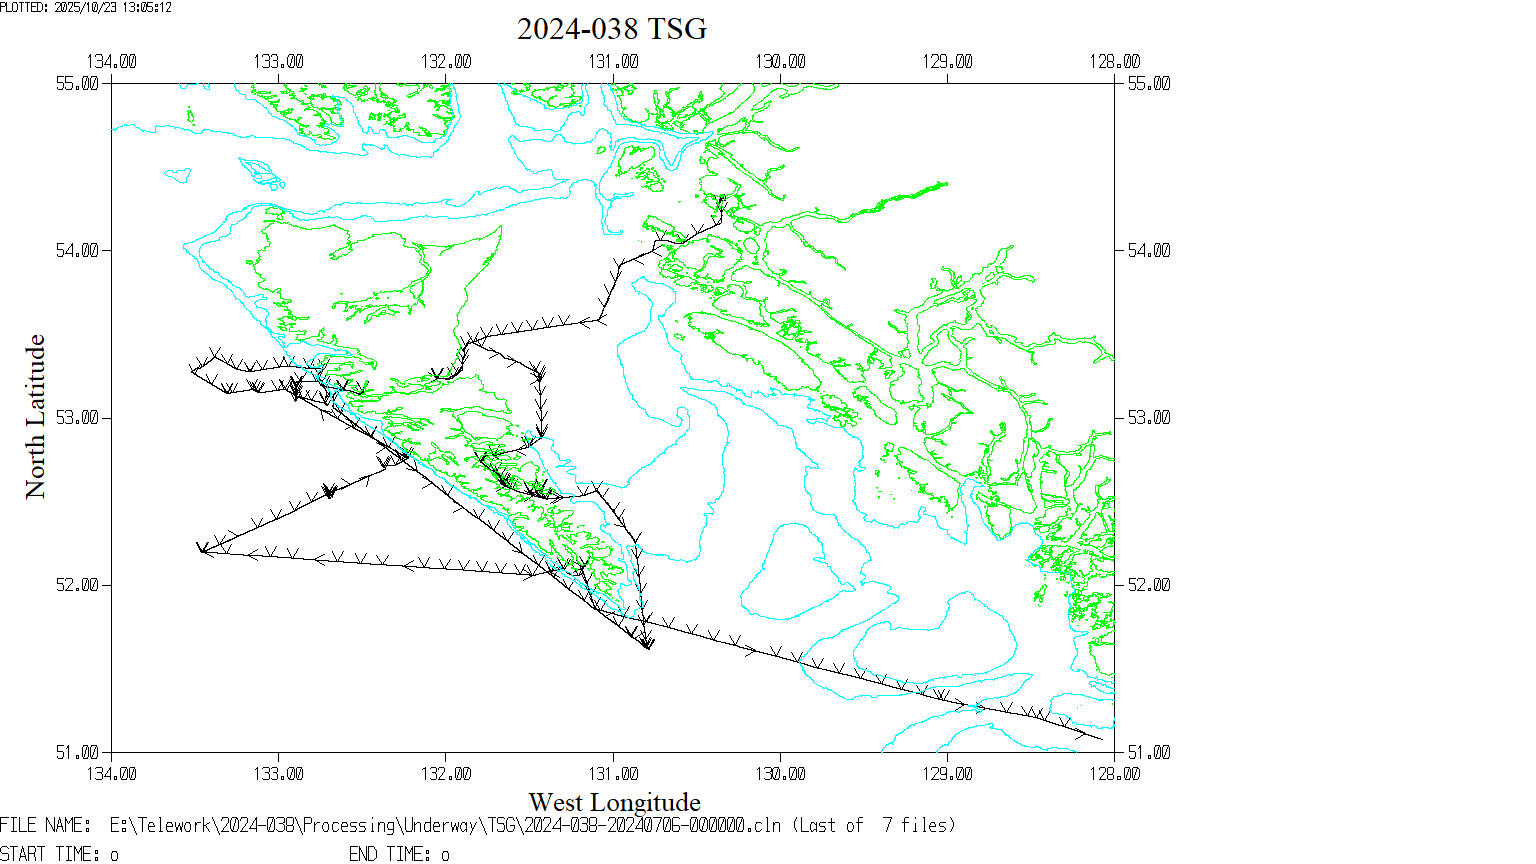 PLOTTED: 2025/10/23 13:05:12
2024-038 TSG
134.00 133.00 132.00 131.00 130.00 129.00 128.00
55.00 55.00
54.00 54.00
North Latitude
53.00 53.00
52.00 52.00
51.00 51.00
134.00 133.00 132.00 131.00 130.00 129.00 128.00
West Longitude
FILE NAME: E:\Telework\2024-038\Processing\Underway\TSG\2024-038-20240706-000000.cln (Last of 7 files)
START TIME: o END TIME: o